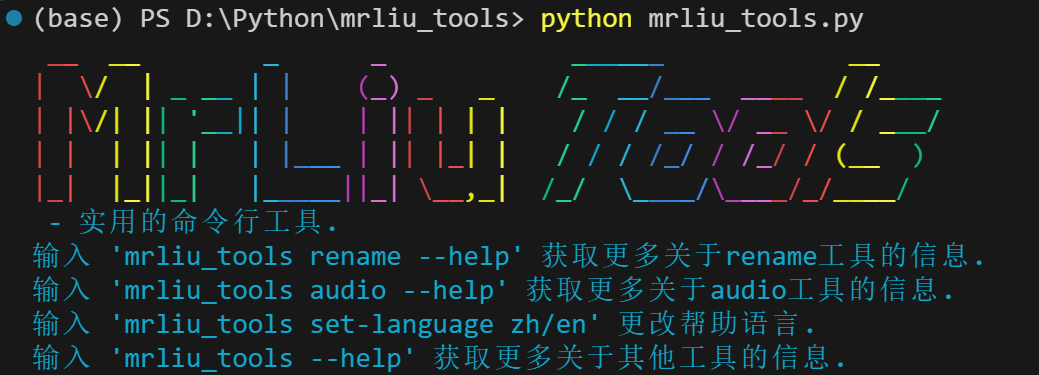 (base) PS D:\Python\mrliu_tools> python mrliu_tools.py
MrLiu Tools
- 实用的命令行工具.
输入 'mrliu_tools rename --help' 获取更多关于rename工具的信息.
输入 'mrliu_tools audio --help' 获取更多关于audio工具的信息.
输入 'mrliu_tools set-language zh/en' 更改帮助语言.
输入 'mrliu_tools --help' 获取更多关于其他工具的信息.